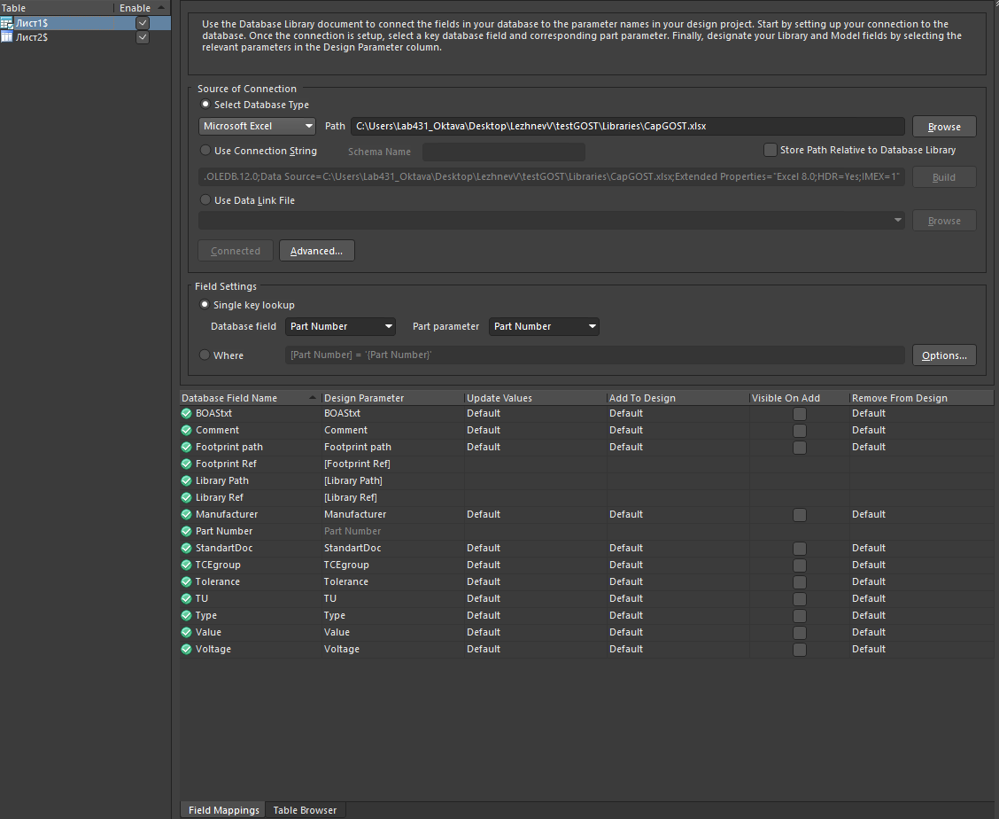 Table Enable
Лист1$
Лист2$
Use the Database Library document to connect the fields in your database to the parameter names in your design project. Start by setting up your connection to the
database. Once the connection is setup, select a key database field and corresponding part parameter. Finally, designate your Library and Model fields by selecting the
relevant parameters in the Design Parameter column.
Source of Connection
Select Database Type
Microsoft Excel Path C:\Users\Lab431_Oktava\Desktop\LezhnevV\testGOST\Libraries\CapGOST.xlsx Browse
Use Connection String Schema Name Store Path Relative to Database Library
.OLEDB.12.0;Data Source=C:\Users\Lab431_Oktava\Desktop\LezhnevV\testGOST\Libraries\CapGOST.xlsx;Extended Properties="Excel 8.0;HDR=Yes;IMEX=1" Build
Use Data Link File
Browse
Connected Advanced...
Field Settings
Single key lookup
Database field Part Number Part parameter Part Number
Where [Part Number] = '{Part Number}' Options...
Database Field Name Design Parameter Update Values Add To Design Visible On Add Remove From Design
BOAStxt BOAStxt Default Default Default
Comment Comment Default Default Default
Footprint path Footprint path Default Default Default
Footprint Ref [Footprint Ref]
Library Path [Library Path]
Library Ref [Library Ref]
Manufacturer Manufacturer Default Default Default
Part Number Part Number
StandartDoc StandartDoc Default Default Default
TCEgroup TCEgroup Default Default Default
Tolerance Tolerance Default Default Default
TU TU Default Default Default
Type Type Default Default Default
Value Value Default Default Default
Voltage Voltage Default Default Default
Field Mappings Table Browser